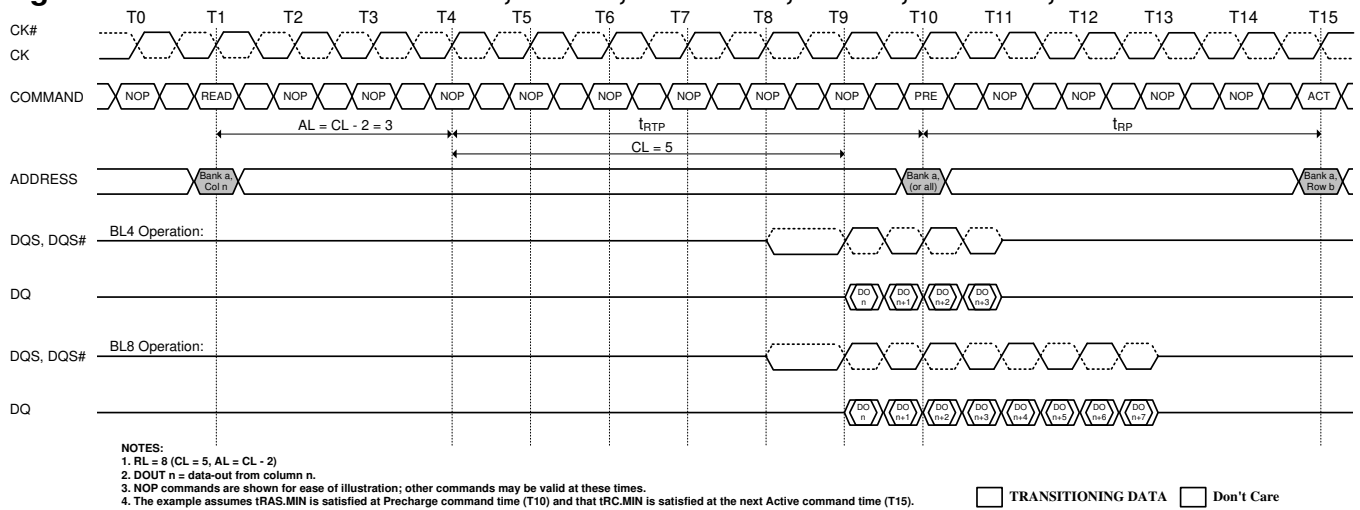 T0 T1 T2 T3 T4 T5 T6 T7 T8 T9 T10 T11 T12 T13 T14 T15
CK#
CK
COMMAND NOP READ NOP NOP NOP NOP NOP NOP NOP NOP PRE NOP NOP NOP NOP ACT
AL = CL - 2 = 3 tRTP tRP
CL = 5
ADDRESS Bank a, Col n Bank a, (or all) Bank a, Row b
BL4 Operation:
DQS, DQS#
DQ DO n DO n+1 DO n+2 DO n+3
BL8 Operation:
DQS, DQS#
DQ DO n DO n+1 DO n+2 DO n+3 DO n+4 DO n+5 DO n+6 DO n+7
NOTES:
1. RL = 8 (CL = 5, AL = CL - 2)
2. DOUT n = data-out from column n.
3. NOP commands are shown for ease of illustration; other commands may be valid at these times.
4. The example assumes tRAS.MIN is satisfied at Precharge command time (T10) and that tRC.MIN is satisfied at the next Active command time (T15).
TRANSITIONING DATA Don't Care